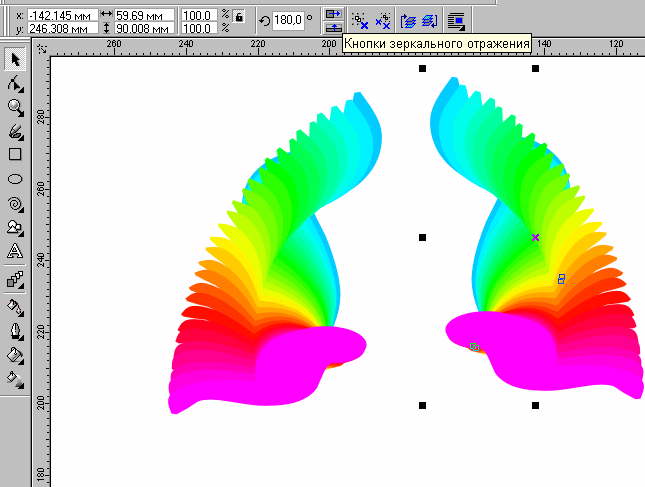 x: -142.145 мм 59.69 мм 100.0 % 180,0 °
y: 246.308 мм 90.008 мм 100.0 %
Кнопки зеркального отражения
260 240 220 200 140 120
280
260
240
220
200
180
A